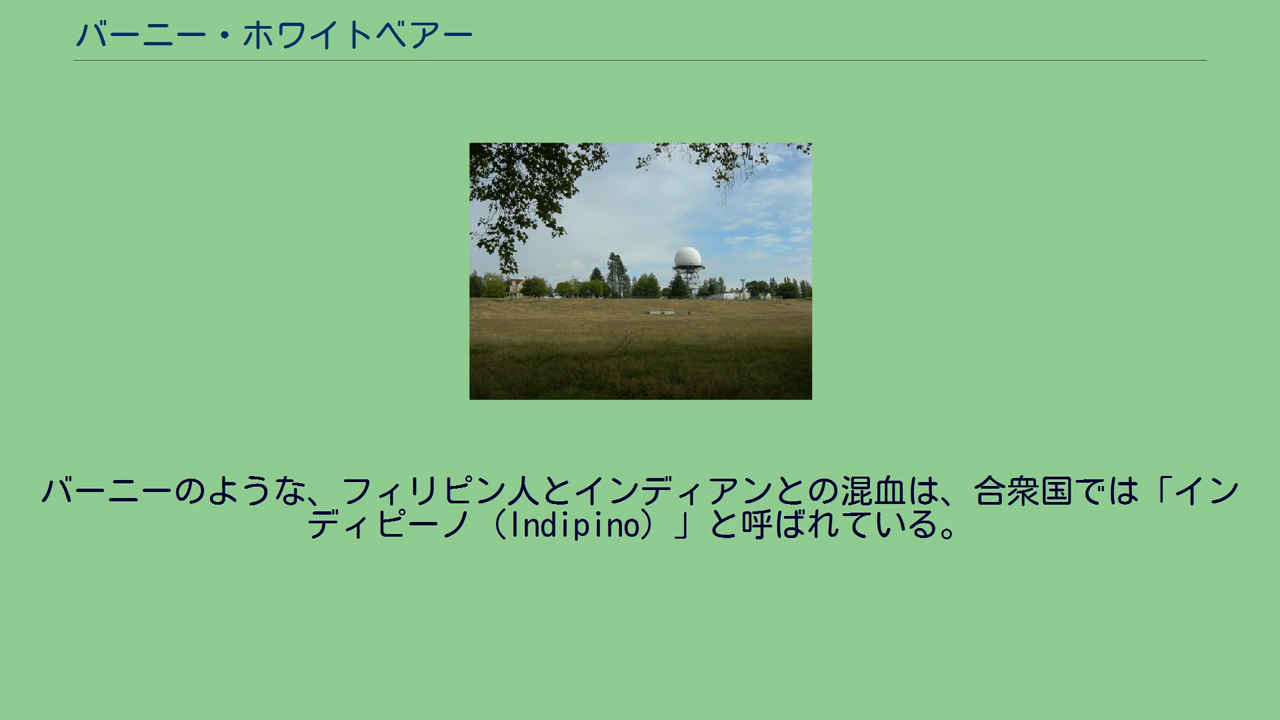 バーニー・ホワイトベアー
バーニーのような、フィリピン人とインディアンとの混血は、合衆国では「イン
ディピーノ（Indipino）」と呼ばれている。